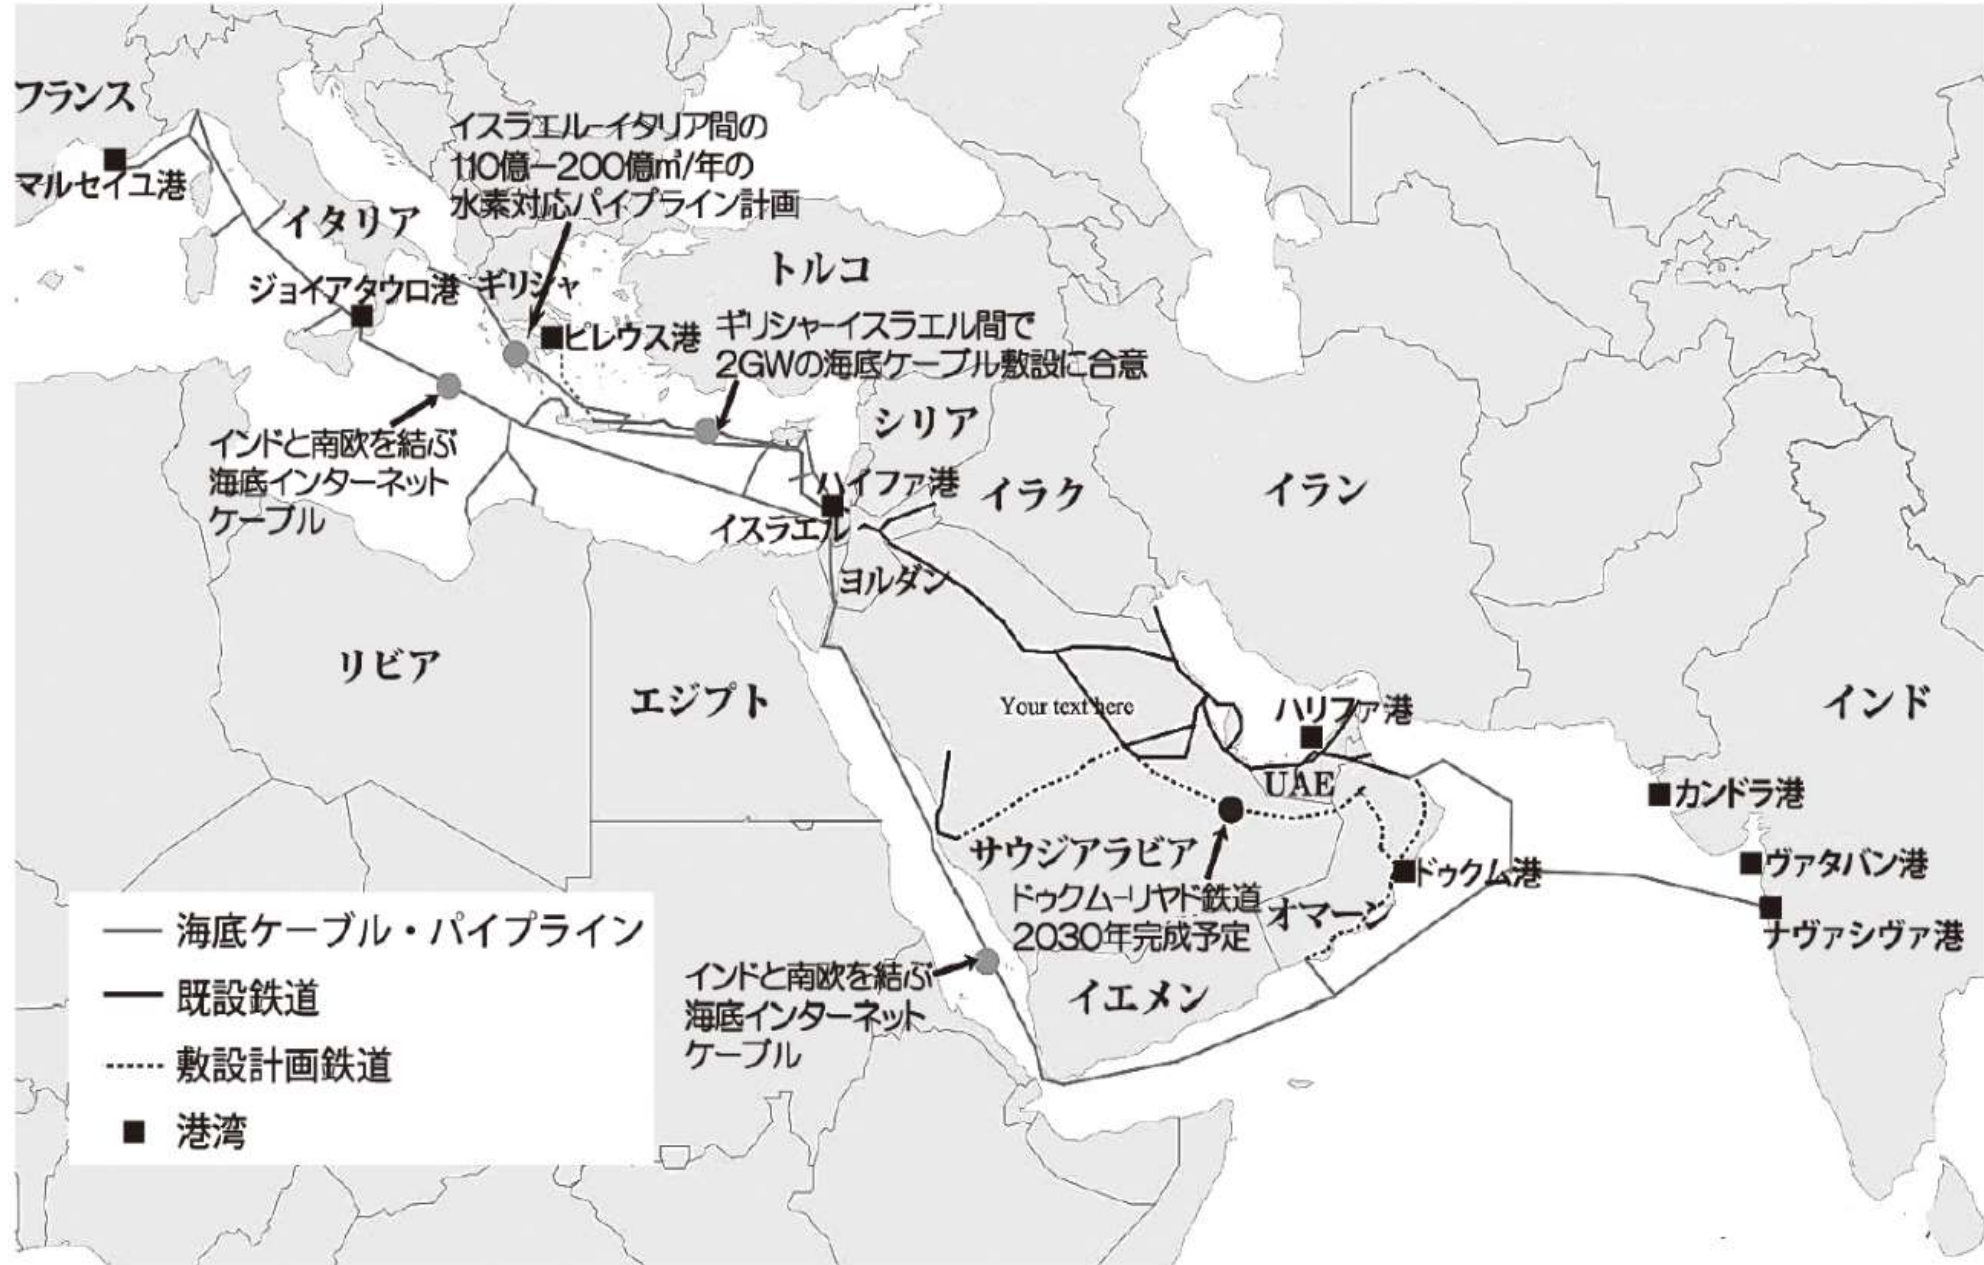 フランス
マルセイユ港
イスラエル-イタリア間の
110億ー200億㎥/年の
水素対応パイプライン計画
イタリア
ジョイアタウロ港
ギリシャ
トルコ
ピレウス港
ギリシャーイスラエル間で
2GWの海底ケーブル敷設に合意
インドと南欧を結ぶ
海底インターネット
ケーブル
シリア
ハイファ港
イラク
イラン
イスラエル
ヨルダン
リビア
エジプト
Your text here
ハリファ港
インド
UAE
カンドラ港
サウジアラビア
ドゥクム港
ヴァタバン港
ドゥクムーリヤド鉄道
2030年完成予定
オマーン
ナヴァシヴァ港
インドと南欧を結ぶ
海底インターネット
ケーブル
イエメン
海底ケーブル・パイプライン
既設鉄道
敷設計画鉄道
港湾